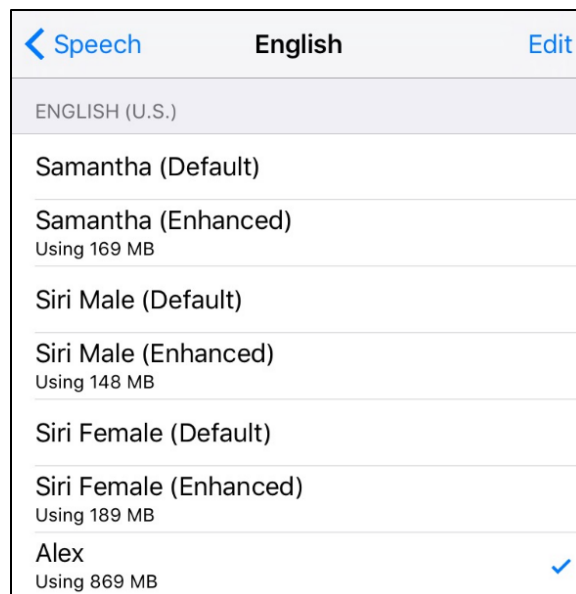 Speech English Edit
ENGLISH (U.S.)
Samantha (Default)
Samantha (Enhanced)
Using 169 MB
Siri Male (Default)
Siri Male (Enhanced)
Using 148 MB
Siri Female (Default)
Siri Female (Enhanced)
Using 189 MB
Alex
Using 869 MB